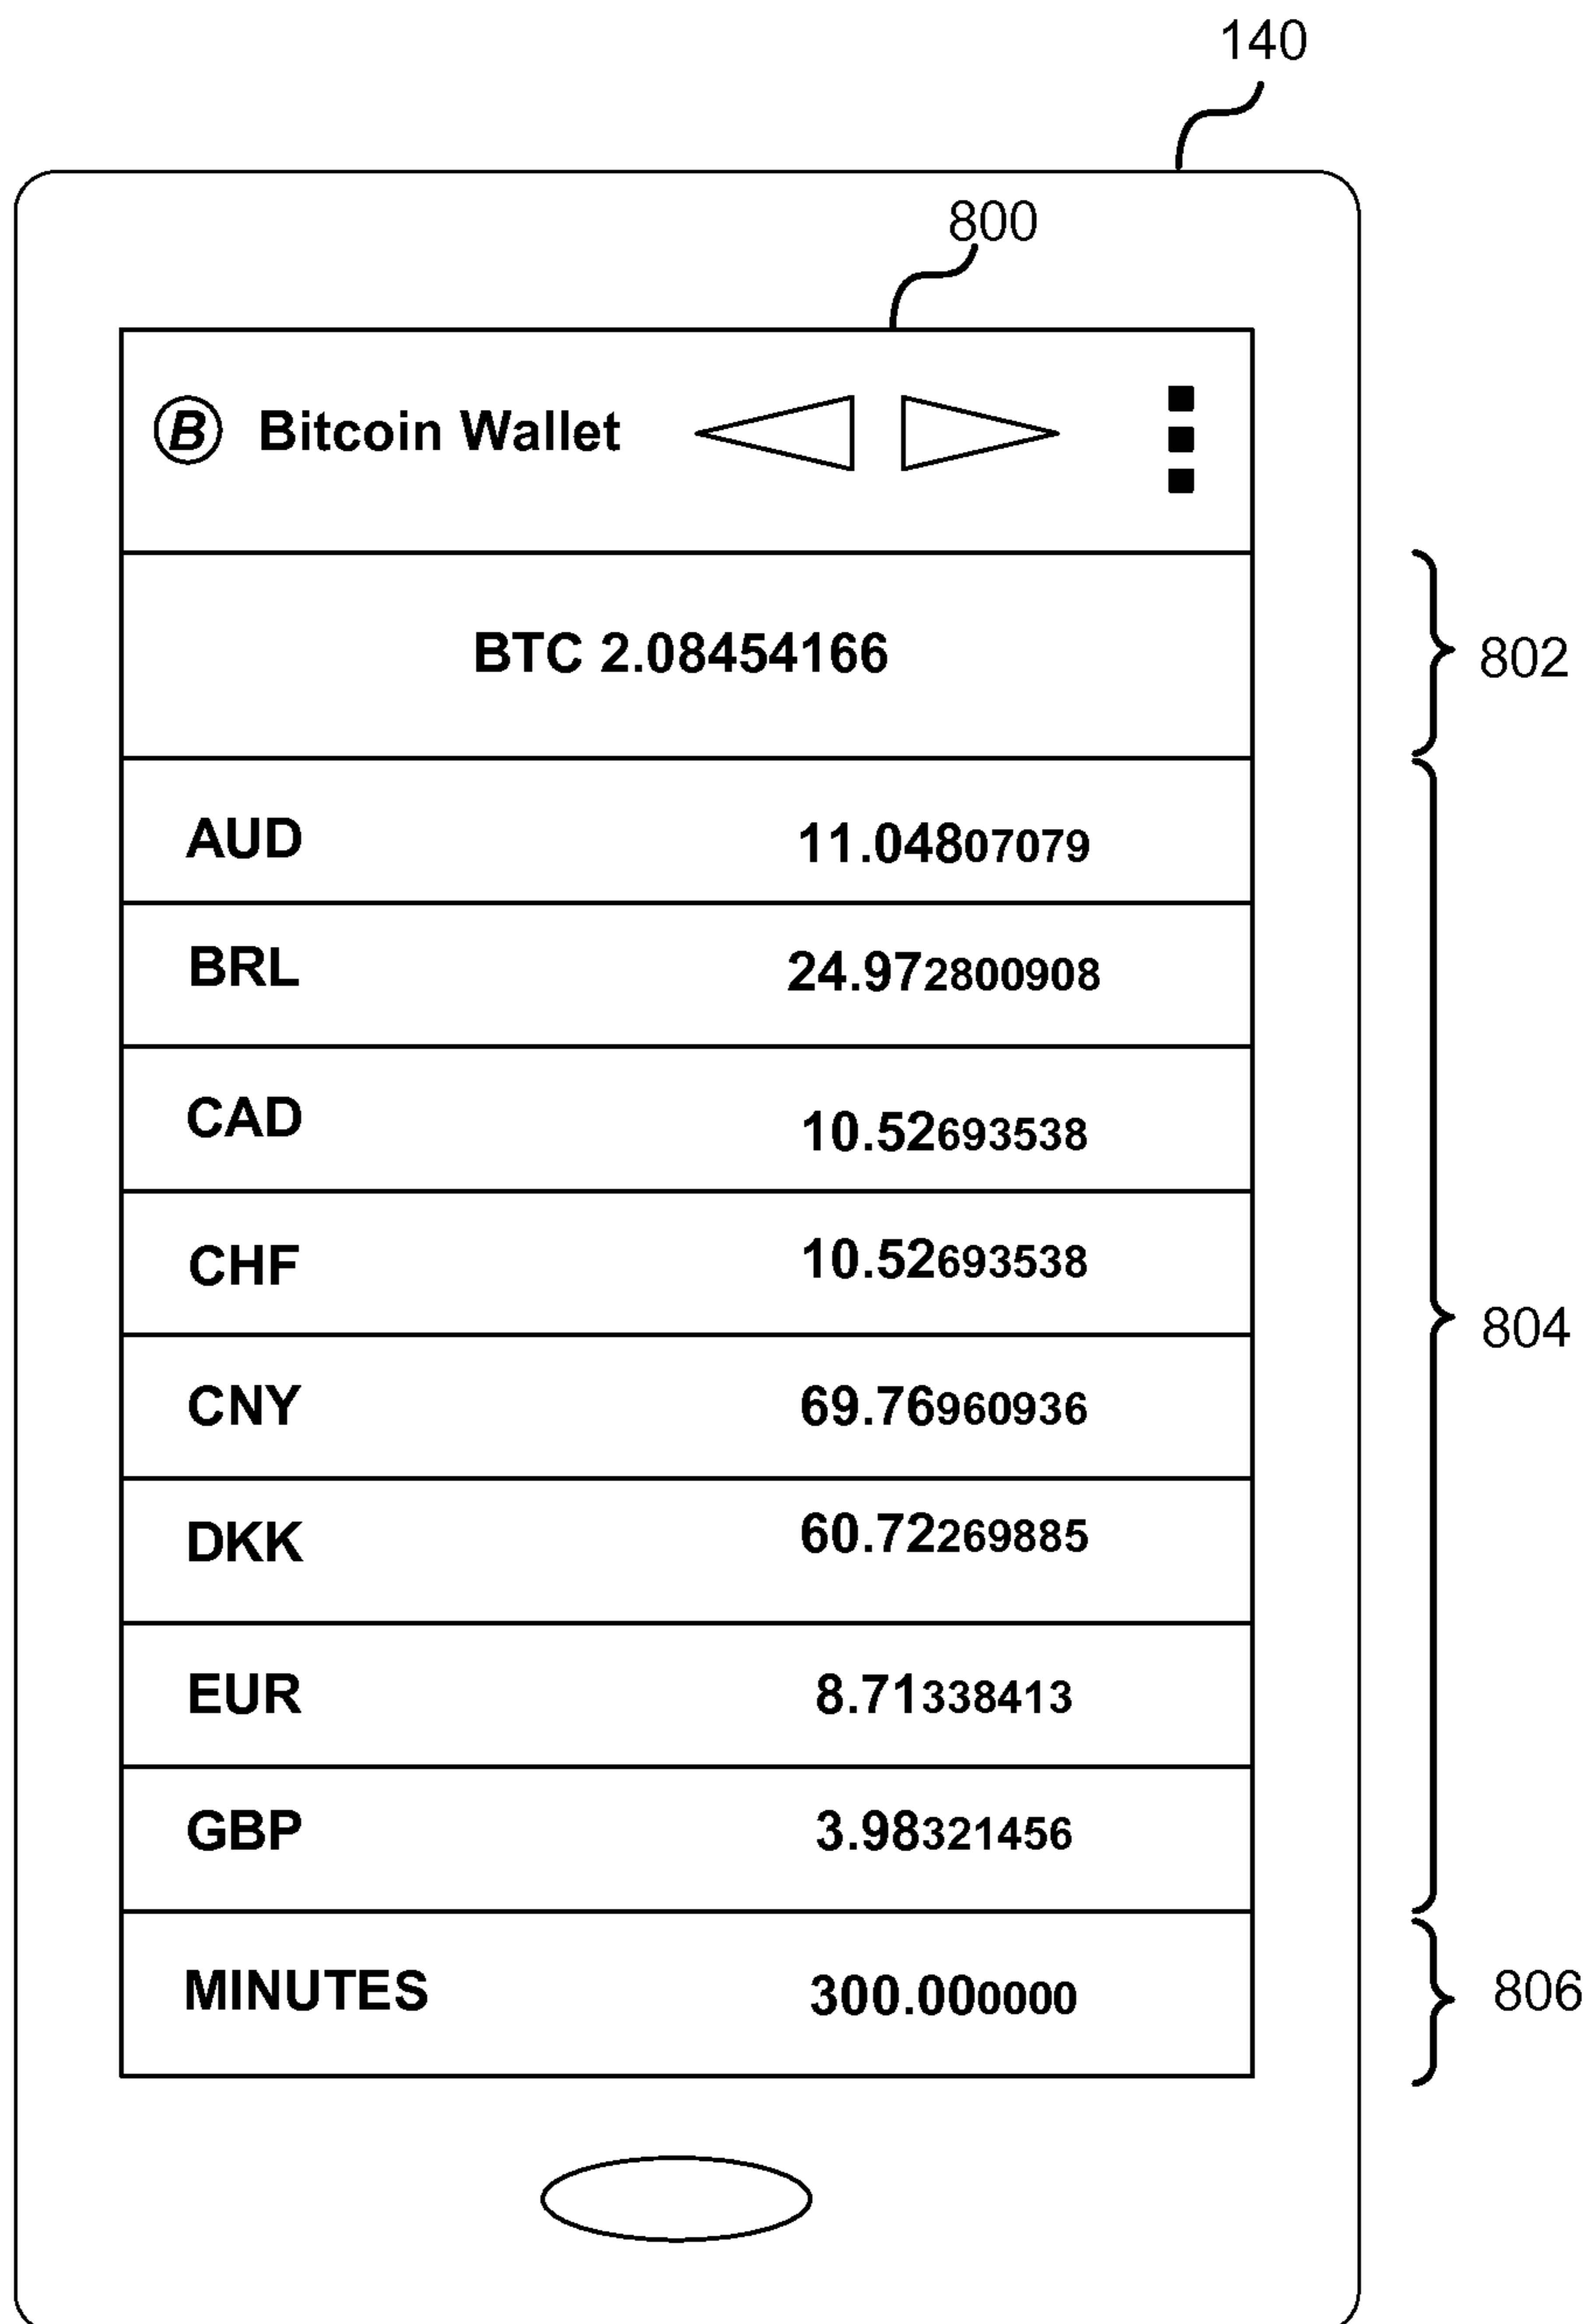 140
800
B Bitcoin Wallet
BTC 2.08454166
802
AUD 11.04807079
BRL 24.972800908
CAD 10.52693538
CHF 10.52693538
804
CNY 69.76960936
DKK 60.72269885
EUR 8.71338413
GBP 3.98321456
MINUTES 300.000000
806